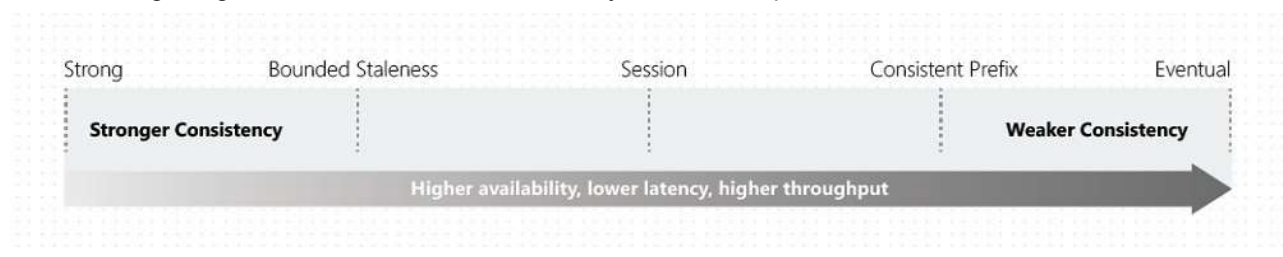 Strong Bounded Staleness Session Consistent Prefix Eventual
Stronger Consistency Weaker Consistency
Higher availability, lower latency, higher throughput